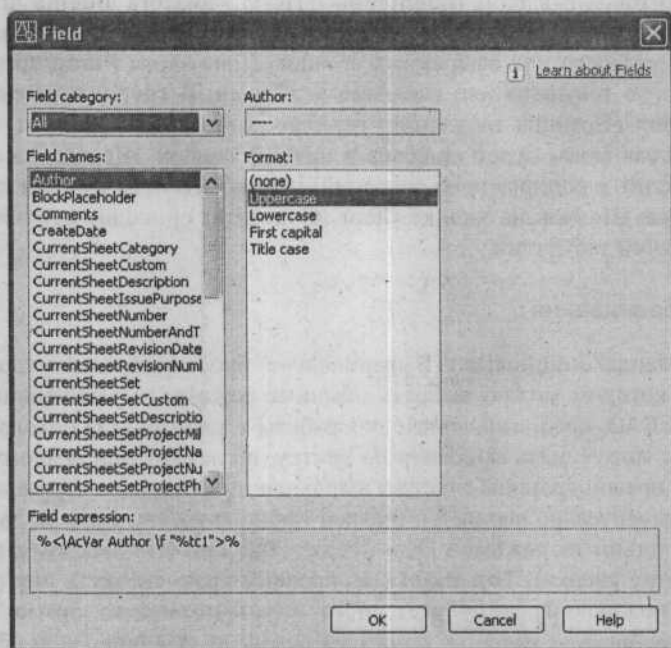 Field
Learn about Fields
Field category:
All
Author:
----
Field names:
Author
BlockPlaceholder
Comments
CreateDate
CurrentSheetCategory
CurrentSheetCustom
CurrentSheetDescription
CurrentSheetIssuePurpose
CurrentSheetNumber
CurrentSheetNumberAndT
CurrentSheetRevisionDate
CurrentSheetRevisionNuml
CurrentSheetSet
CurrentSheetSetCustom
CurrentSheetSetDescriptio
CurrentSheetSetProjectMil
CurrentSheetSetProjectNa
CurrentSheetSetProjectNu
CurrentSheetSetProjectPh
Format:
(none)
Uppercase
Lowercase
First capital
Title case
Field expression:
%<\AcVar Author \f "%tc1">%
OK
Cancel
Help